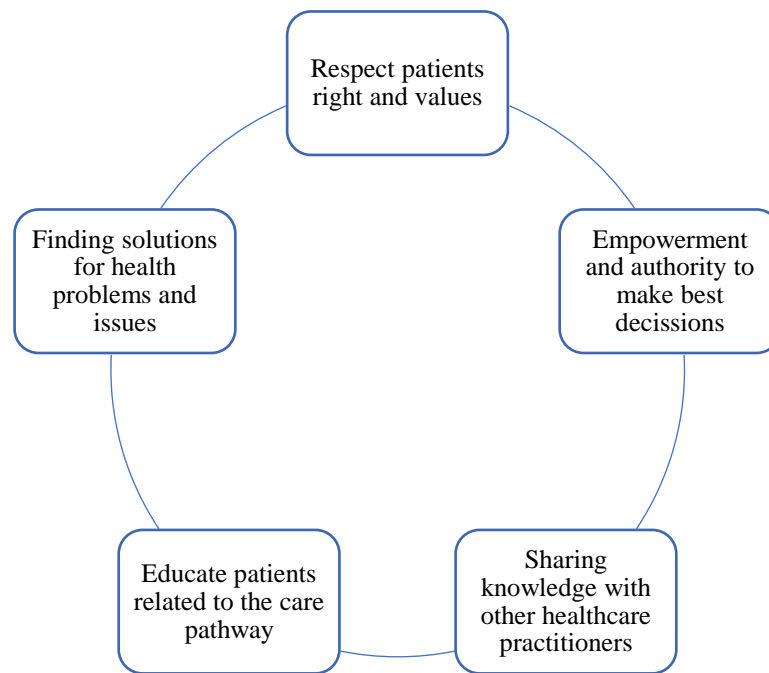 Respect patients
right and values
Empowerment
and authority to
make best
decissions
Sharing
knowledge with
other healthcare
practitioners
Educate patients
related to the care
pathway
Finding solutions
for health
problems and
issues